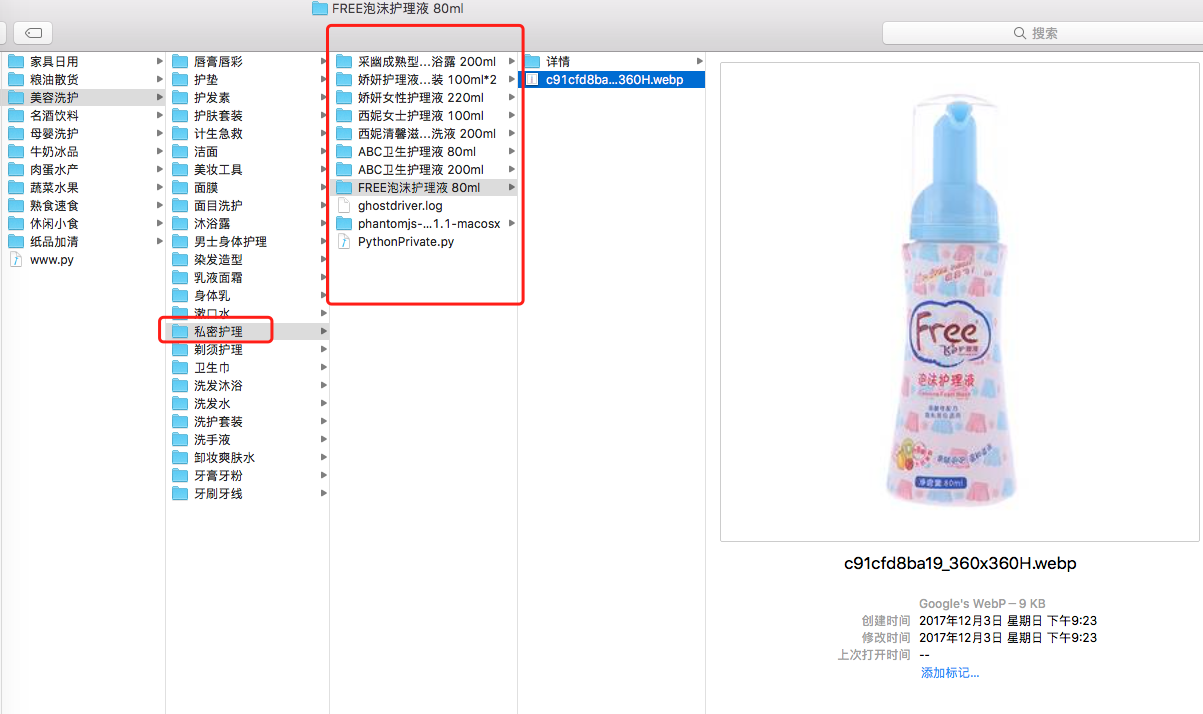 FREE泡沫护理液 80ml
搜索
家具日用
粮油散货
美容洗护
名酒饮料
母婴洗护
牛奶冰品
肉蛋水产
蔬菜水果
熟食速食
休闲小食
纸品加清
www.py
唇膏唇彩
护垫
护发素
护肤套装
计生急救
洁面
美妆工具
面膜
面目洗护
沐浴露
男士身体护理
染发造型
乳液面霜
身体乳
漱口水
私密护理
剃须护理
卫生巾
洗发沐浴
洗发水
洗护套装
洗手液
卸妆爽肤水
牙膏牙粉
牙刷牙线
采幽成熟型...浴露 200ml
娇妍护理液...装 100ml*2
娇妍女性护理液 220ml
西妮女士护理液 100ml
西妮清馨滋...洗液 200ml
ABC卫生护理液 80ml
ABC卫生护理液 200ml
FREE泡沫护理液 80ml
ghostdriver.log
phantomjs-...1.1-macosx
PythonPrivate.py
详情
c91cfd8ba...360H.webp
Free
飞 护理液
泡沫护理液
净含量 80ml
c91cfd8ba19_360x360H.webp
Google's WebP－9 KB
创建时间 2017年12月3日 星期日 下午9:23
修改时间 2017年12月3日 星期日 下午9:23
上次打开时间 --
添加标记...